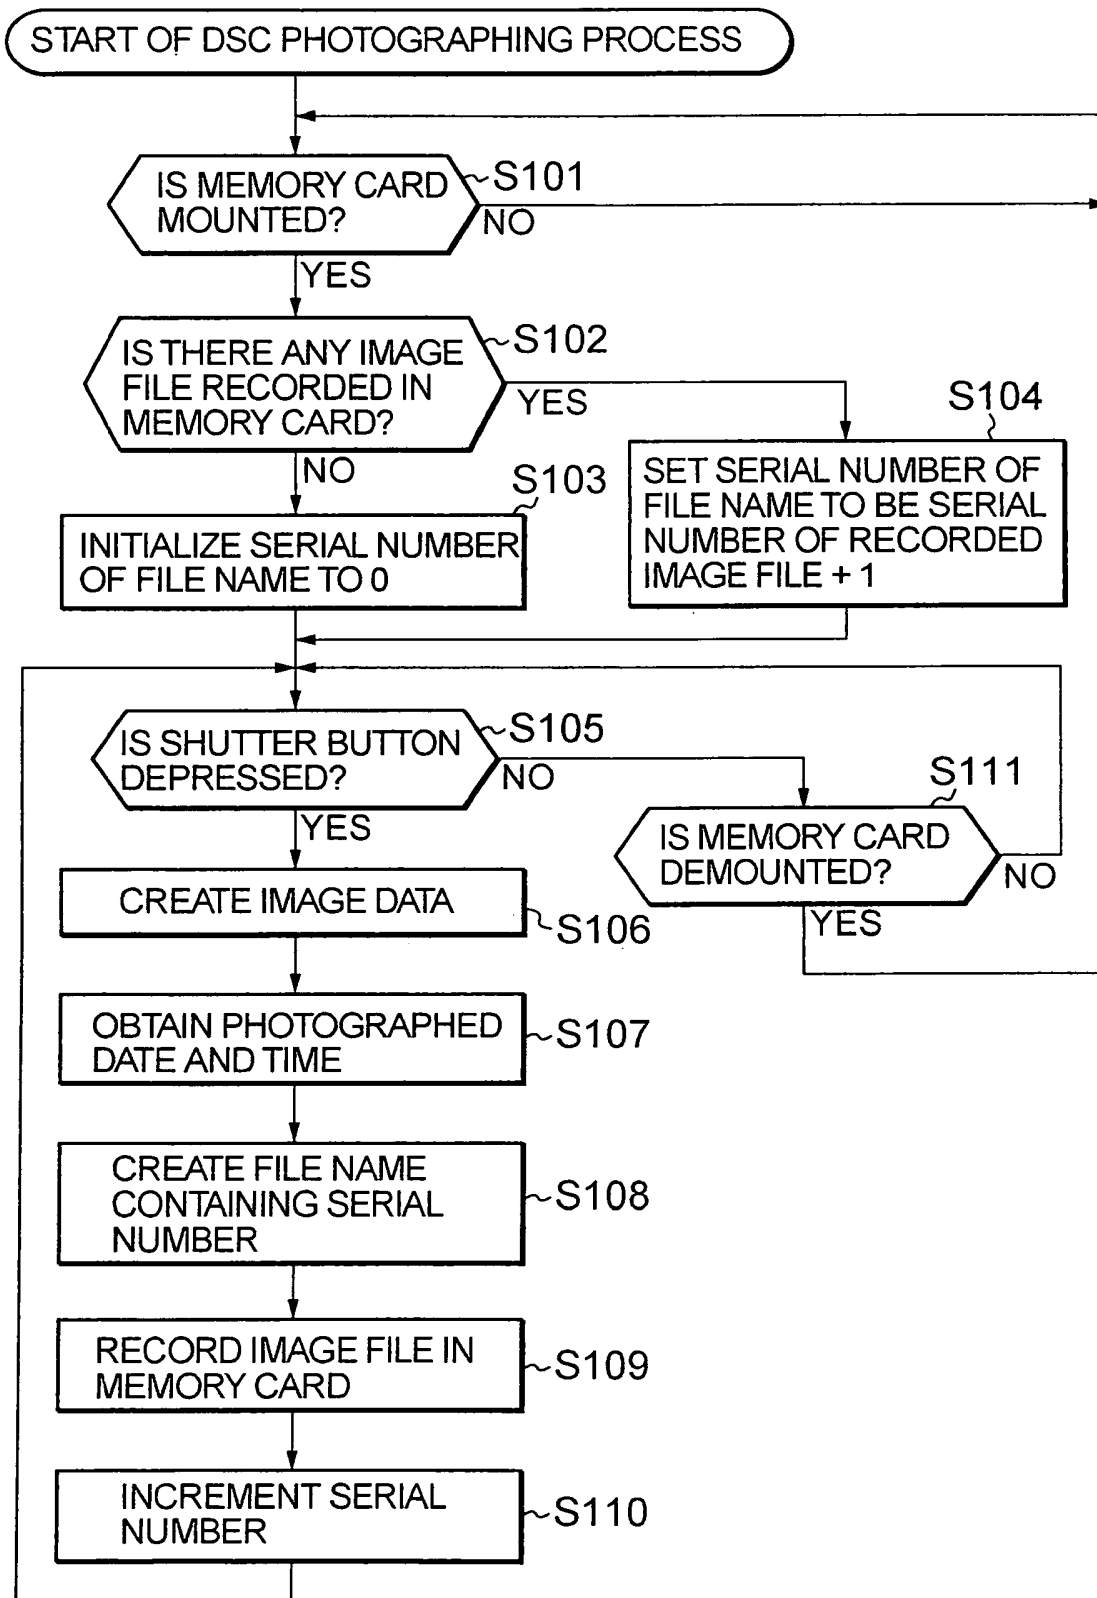 START OF DSC PHOTOGRAPHING PROCESS
S101
IS MEMORY CARD
MOUNTED?
NO
YES
S102
IS THERE ANY IMAGE
FILE RECORDED IN
MEMORY CARD?
YES
NO
S104
SET SERIAL NUMBER OF
FILE NAME TO BE SERIAL
NUMBER OF RECORDED
IMAGE FILE + 1
S103
INITIALIZE SERIAL NUMBER
OF FILE NAME TO 0
S105
IS SHUTTER BUTTON
DEPRESSED?
NO
YES
S111
IS MEMORY CARD
DEMOUNTED?
NO
YES
CREATE IMAGE DATA
S106
OBTAIN PHOTOGRAPHED
DATE AND TIME
S107
CREATE FILE NAME
CONTAINING SERIAL
NUMBER
S108
RECORD IMAGE FILE IN
MEMORY CARD
S109
INCREMENT SERIAL
NUMBER
S110